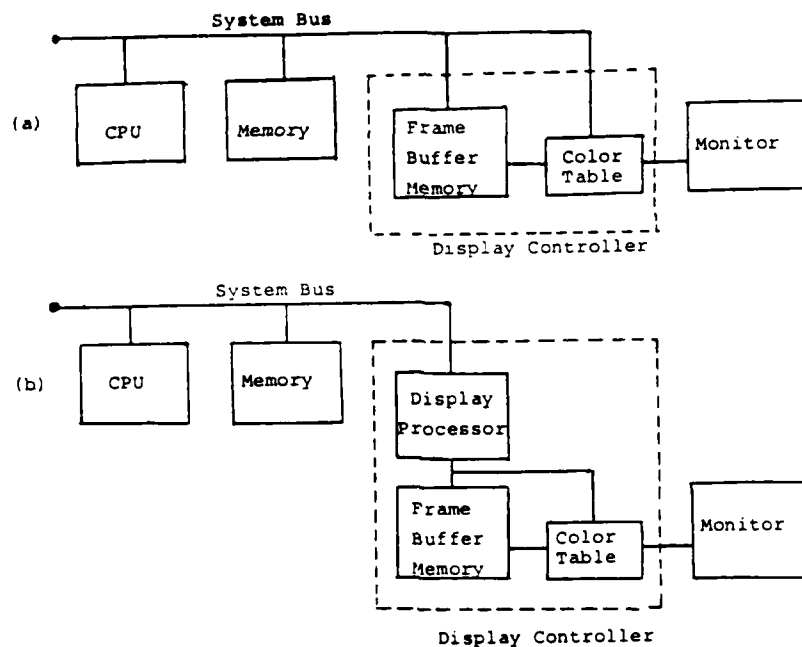 System Bus
(a)
CPU
Memory
Frame
Buffer
Memory
Color
Table
Monitor
Display Controller
System Bus
(b)
CPU
Memory
Display
Processor
Frame
Buffer
Memory
Color
Table
Monitor
Display Controller